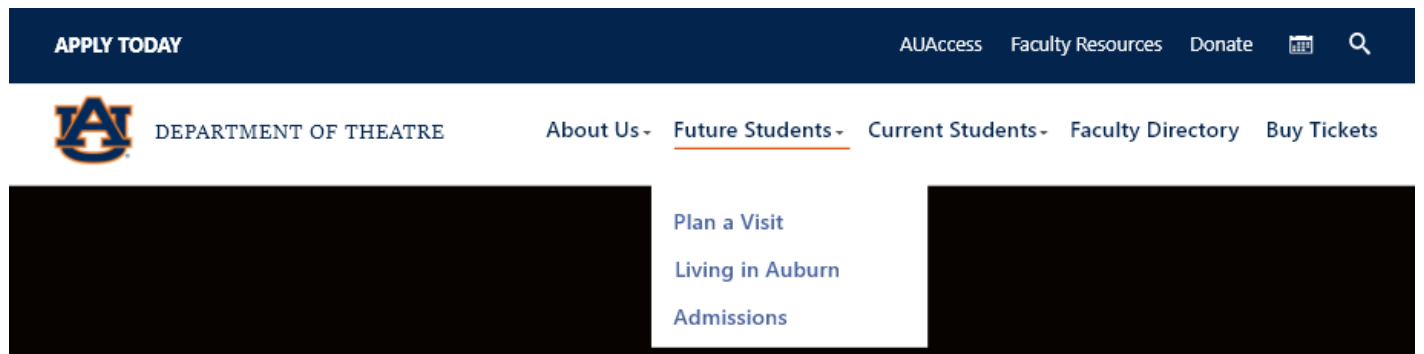 APPLY TODAY AUAccess Faculty Resources Donate
AU DEPARTMENT OF THEATRE About Us Future Students Current Students Faculty Directory Buy Tickets
Plan a Visit
Living in Auburn
Admissions